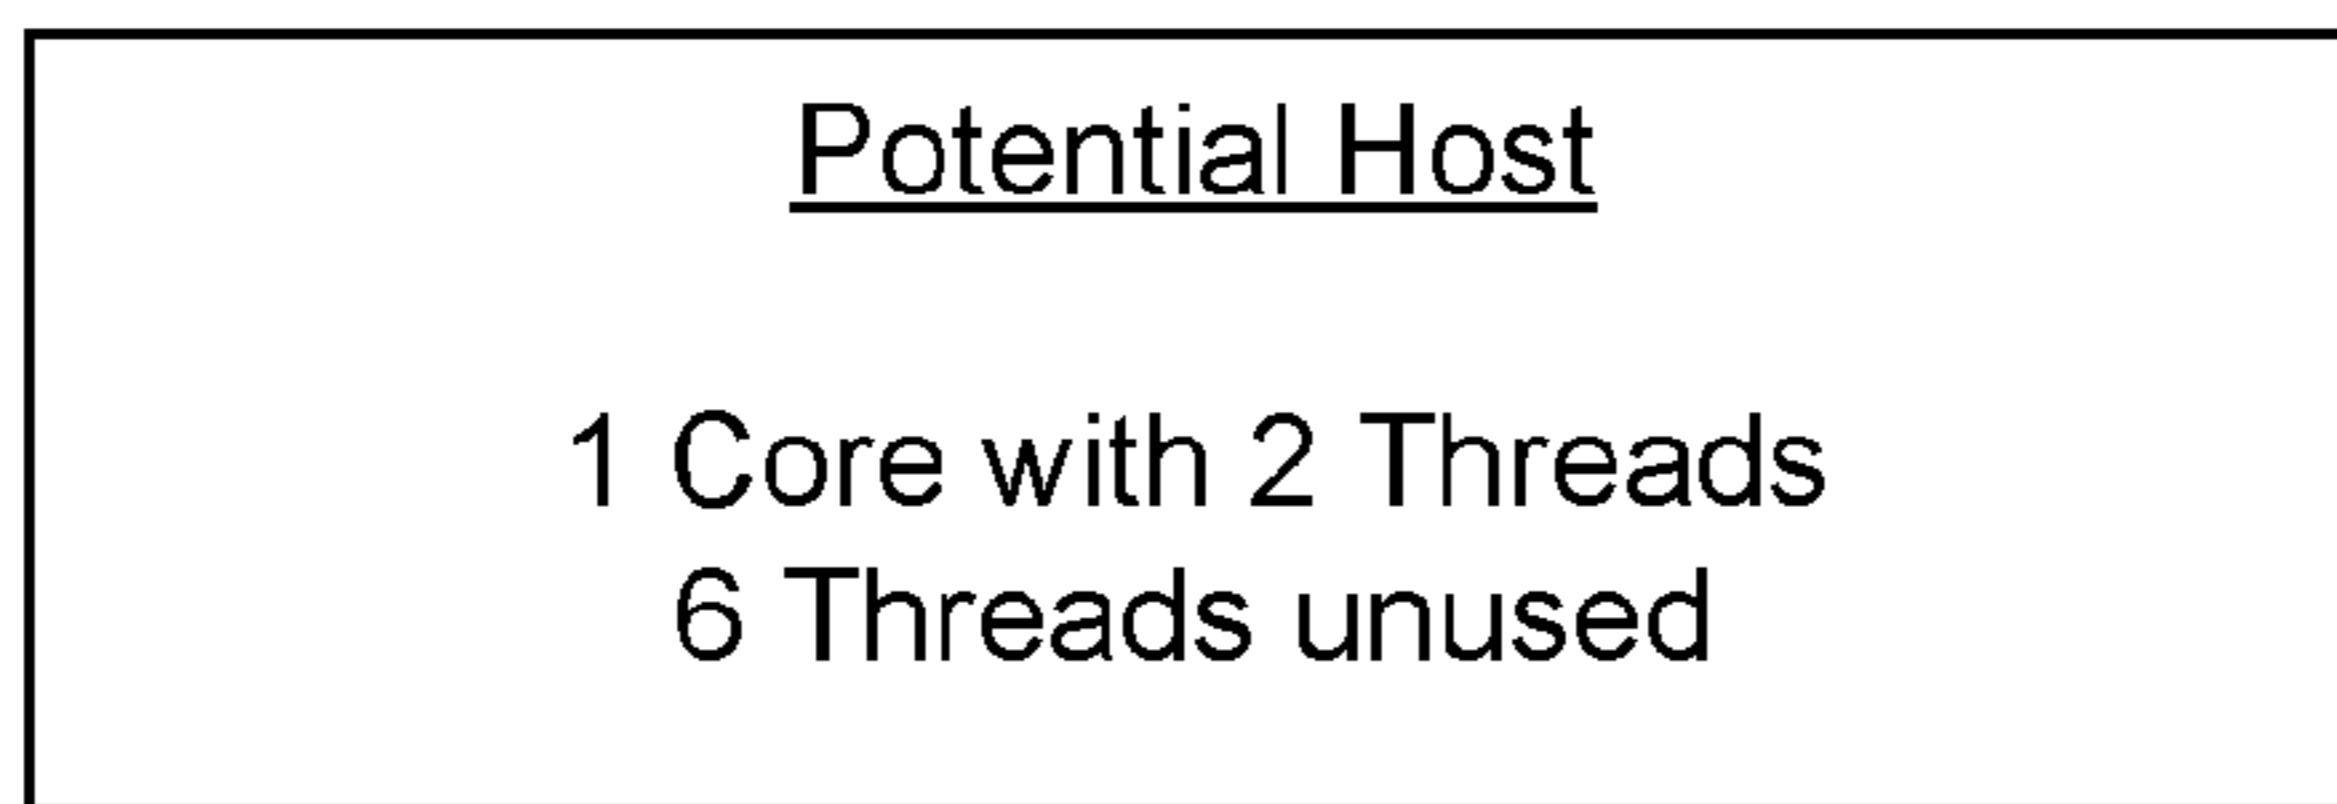 Potential Host
1 Core with 2 Threads
6 Threads unused